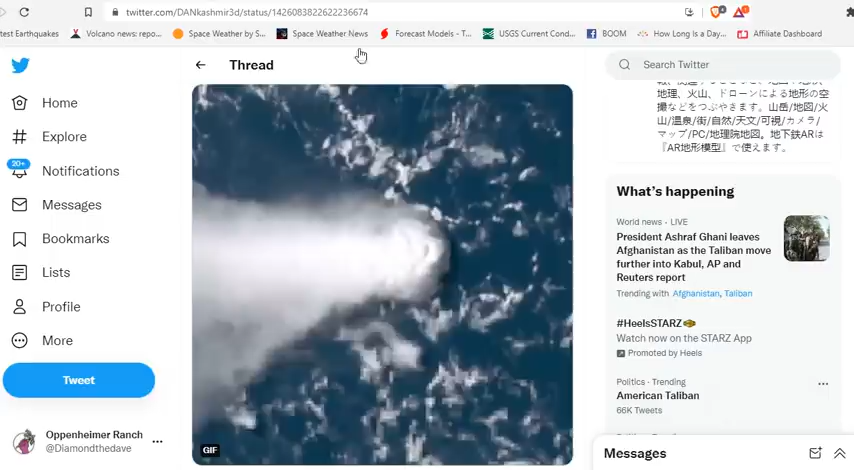 twitter.com/DANkashmir3d/status/1426083822622236674
test Earthquakes
Volcano news: repo...
Space Weather by S...
Space Weather News
Forecast Models - T...
USGS Current Cond...
BOOM
How Long Is a Day...
Affiliate Dashboard
Thread
Search Twitter
Home
Explore
20+
Notifications
Messages
Bookmarks
Lists
Profile
More
Tweet
Oppenheimer Ranch
@Diamondthedave
GIF
地理、火山、ドローンによる地形の空
撮などをつぶやきます。山岳/地図/火
山/温泉/街/自然/天文/可視/カメラ/
マップ/PC/地理院地図。地下鉄ARは
『AR地形模型』で使えます。
What's happening
World news • LIVE
President Ashraf Ghani leaves
Afghanistan as the Taliban move
further into Kabul, AP and
Reuters report
Trending with Afghanistan, Taliban
#HeelsSTARZ
Watch now on the STARZ App
Promoted by Heels
Politics • Trending
American Taliban
66K Tweets
Messages